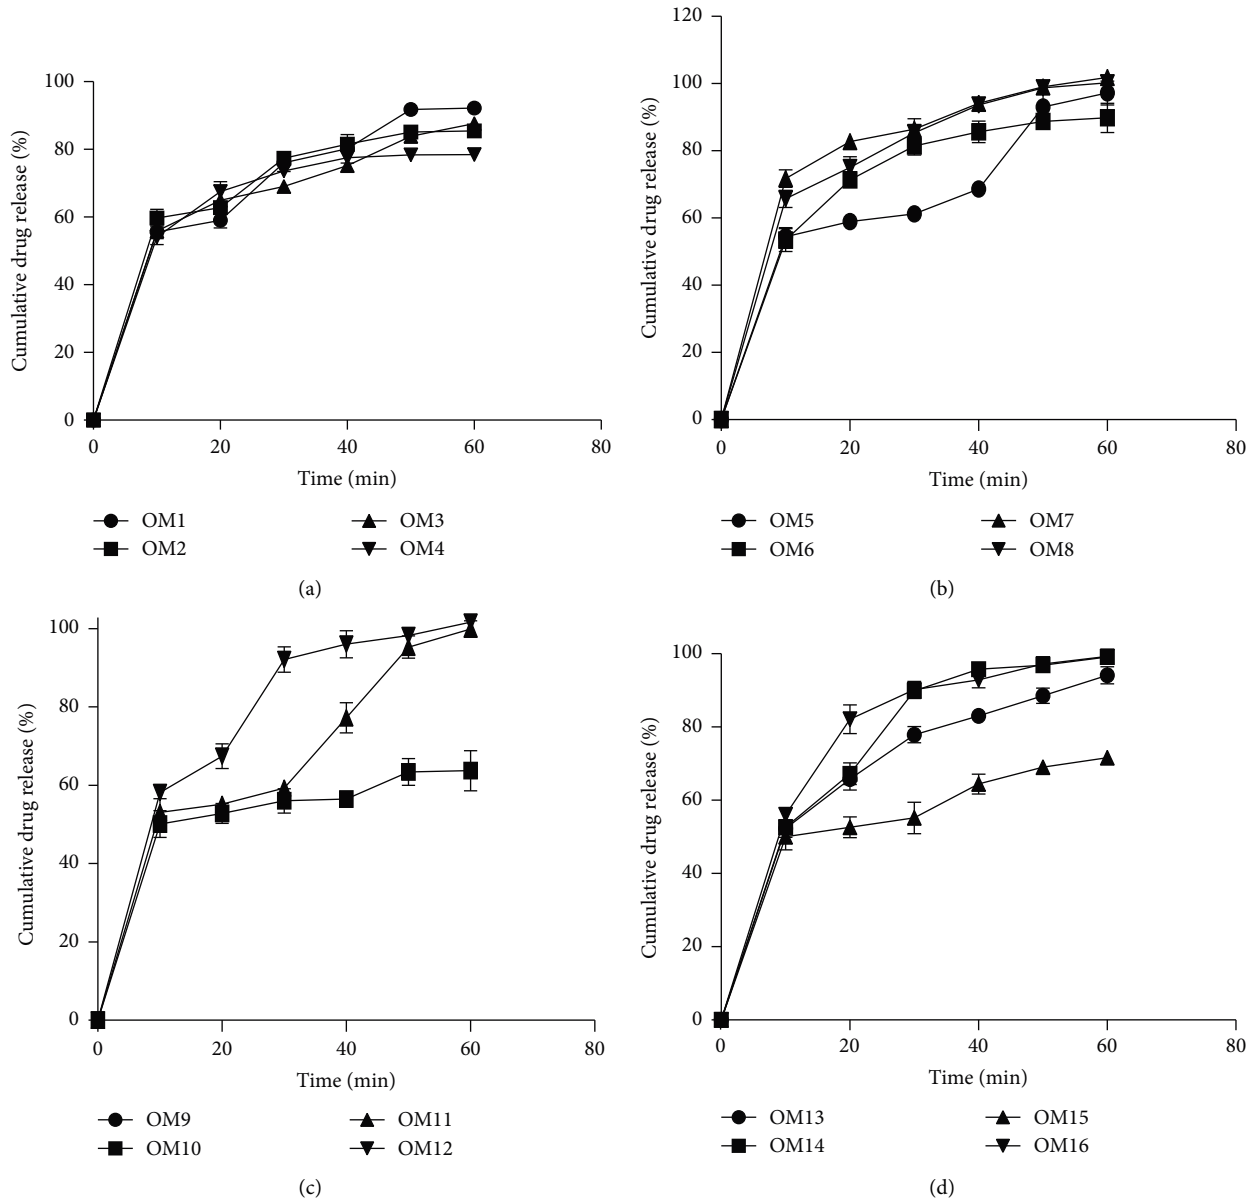 Cumulative drug release (%)
100
80
60
40
20
0
0 20 40 60 80
Time (min)
OM1 OM3
OM2 OM4
(a)
Cumulative drug release (%)
120
100
80
60
40
20
0
0 20 40 60 80
Time (min)
OM5 OM7
OM6 OM8
(b)
Cumulative drug release (%)
100
80
60
40
20
0
0 20 40 60 80
Time (min)
OM9 OM11
OM10 OM12
(c)
Cumulative drug release (%)
100
80
60
40
20
0
0 20 40 60 80
Time (min)
OM13 OM15
OM14 OM16
(d)